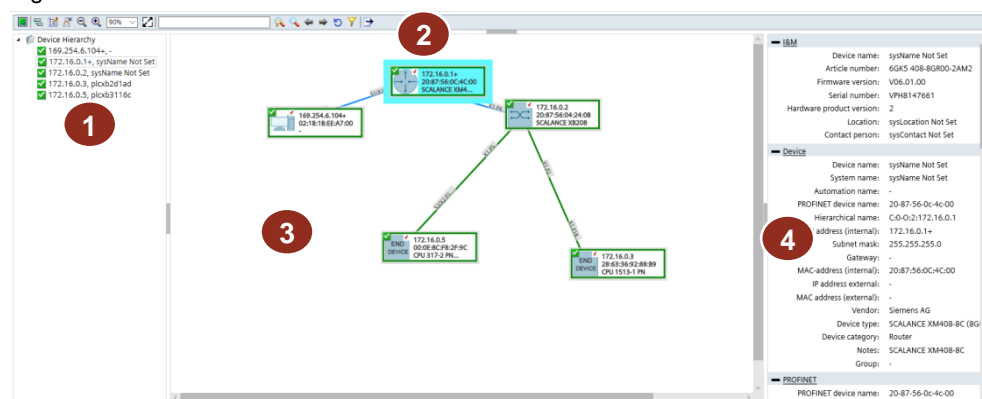 90%
Device Hierarchy
169.254.6.104+, -
172.16.0.1+, sysName Not Set
172.16.0.2, sysName Not Set
172.16.0.3, plcxb2d1ad
172.16.0.5, plcxb3116c
1
2
172.16.0.1+
20:87:56:0C:4C:00
SCALANCE XM4...
169.254.6.104+
02:18:18:EE:A7:00
-
172.16.0.2
20:87:56:04:24:08
SCALANCE XB208
X1.P5
X1.P2
3
END
DEVICE
172.16.0.5
00:0E:8C:F8:2F:9C
CPU 317-2 PN...
END
DEVICE
172.16.0.3
28:63:36:92:88:B9
CPU 1513-1 PN
I&M
Device name: sysName Not Set
Article number: 6GK5 408-8GR00-2AM2
Firmware version: V06.01.00
Serial number: VPHB147661
Hardware product version: 2
Location: sysLocation Not Set
Contact person: sysContact Not Set
Device
Device name: sysName Not Set
System name: sysName Not Set
Automation name: -
PROFINET device name: 20-87-56-0c-4c-00
Hierarchical name: C:0-O:2:172.16.0.1
4
address (internal): 172.16.0.1+
Subnet mask: 255.255.255.0
Gateway: -
MAC-address (internal): 20:87:56:0C:4C:00
IP address external: -
MAC address (external): -
Vendor: Siemens AG
Device type: SCALANCE XM408-8C (8G
Device category: Router
Notes: SCALANCE XM408-8C
Group: -
PROFINET
PROFINET device name: 20-87-56-0c-4c-00